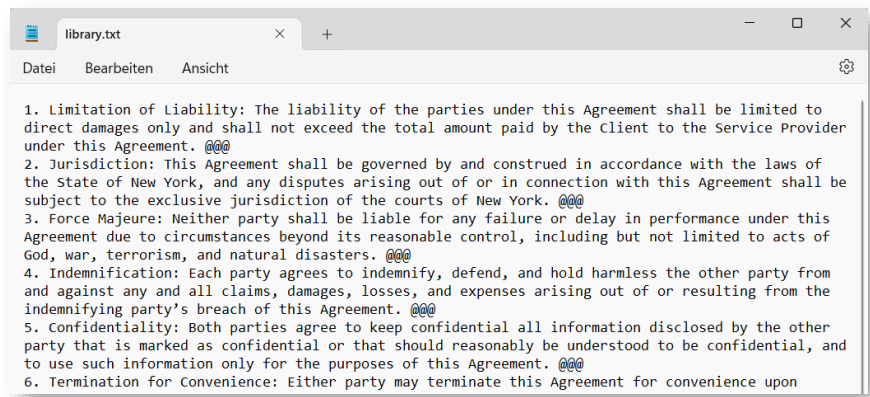 library.txt
Datei Bearbeiten Ansicht
1. Limitation of Liability: The liability of the parties under this Agreement shall be limited to
direct damages only and shall not exceed the total amount paid by the Client to the Service Provider
under this Agreement. @@@
2. Jurisdiction: This Agreement shall be governed by and construed in accordance with the laws of
the State of New York, and any disputes arising out of or in connection with this Agreement shall be
subject to the exclusive jurisdiction of the courts of New York. @@@
3. Force Majeure: Neither party shall be liable for any failure or delay in performance under this
Agreement due to circumstances beyond its reasonable control, including but not limited to acts of
God, war, terrorism, and natural disasters. @@@
4. Indemnification: Each party agrees to indemnify, defend, and hold harmless the other party from
and against any and all claims, damages, losses, and expenses arising out of or resulting from the
indemnifying party’s breach of this Agreement. @@@
5. Confidentiality: Both parties agree to keep confidential all information disclosed by the other
party that is marked as confidential or that should reasonably be understood to be confidential, and
to use such information only for the purposes of this Agreement. @@@
6. Termination for Convenience: Either party may terminate this Agreement for convenience upon